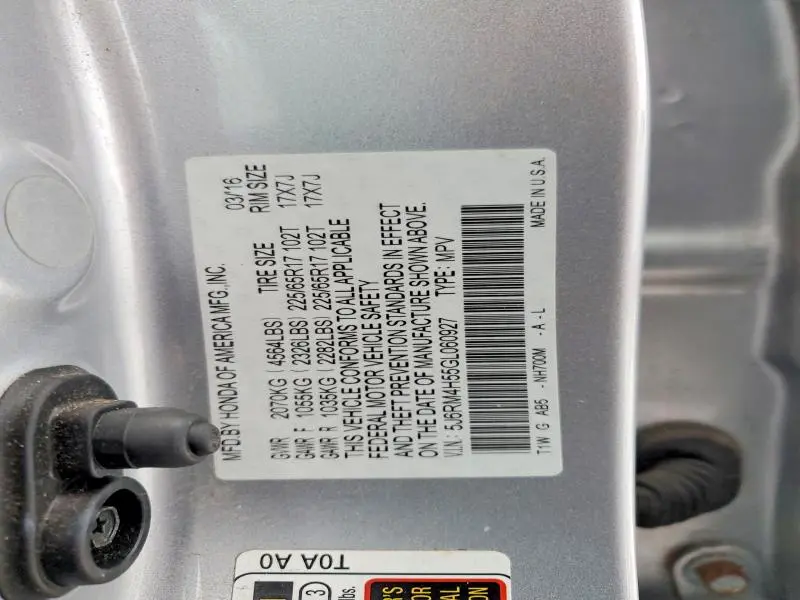 MFD.BY HONDA OF AMERICA MFG.,INC. 03/16
GVWR 2070KG (4564LBS) TIRE SIZE RIM SIZE
GAWR F 1055KG (2326LBS) 225/65R17 102T 17X7J
GAWR R 1035KG (2282LBS) 225/65R17 102T 17X7J
THIS VEHICLE CONFORMS TO ALL APPLICABLE
FEDERAL MOTOR VEHICLE SAFETY
AND THEFT PREVENTION STANDARDS IN EFFECT
ON THE DATE OF MANUFACTURE SHOWN ABOVE.
V.I.N.: 5J6RM4H55GL060927 TYPE: MPV
T1W G AB5 -NH700M -A-L MADE IN U.S.A.
T0A A0
3
lbs.